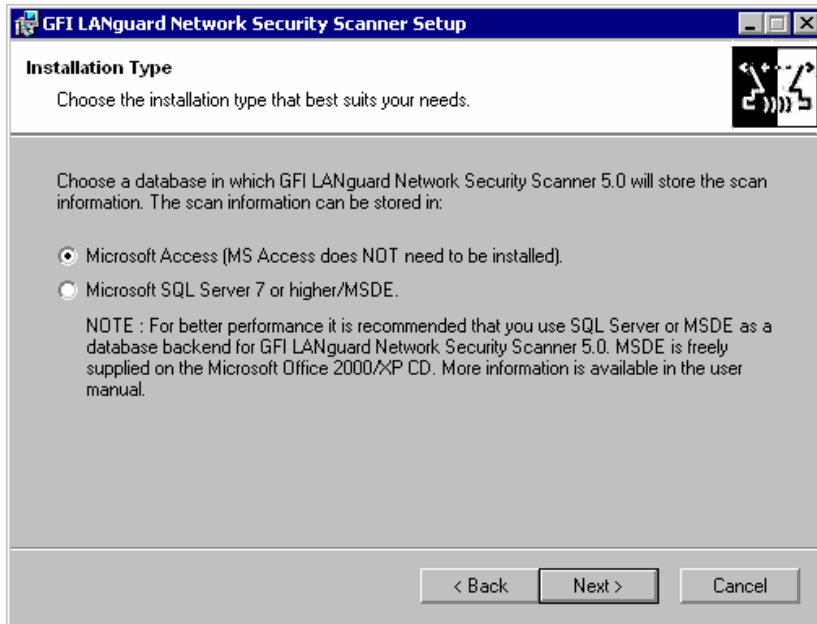 GFI LANguard Network Security Scanner Setup
Installation Type
Choose the installation type that best suits your needs.
Choose a database in which GFI LANguard Network Security Scanner 5.0 will store the scan
information. The scan information can be stored in:
Microsoft Access (MS Access does NOT need to be installed).
Microsoft SQL Server 7 or higher/MSDE.
NOTE : For better performance it is recommended that you use SQL Server or MSDE as a
database backend for GFI LANguard Network Security Scanner 5.0. MSDE is freely
supplied on the Microsoft Office 2000/XP CD. More information is available in the user
manual.
< Back Next > Cancel